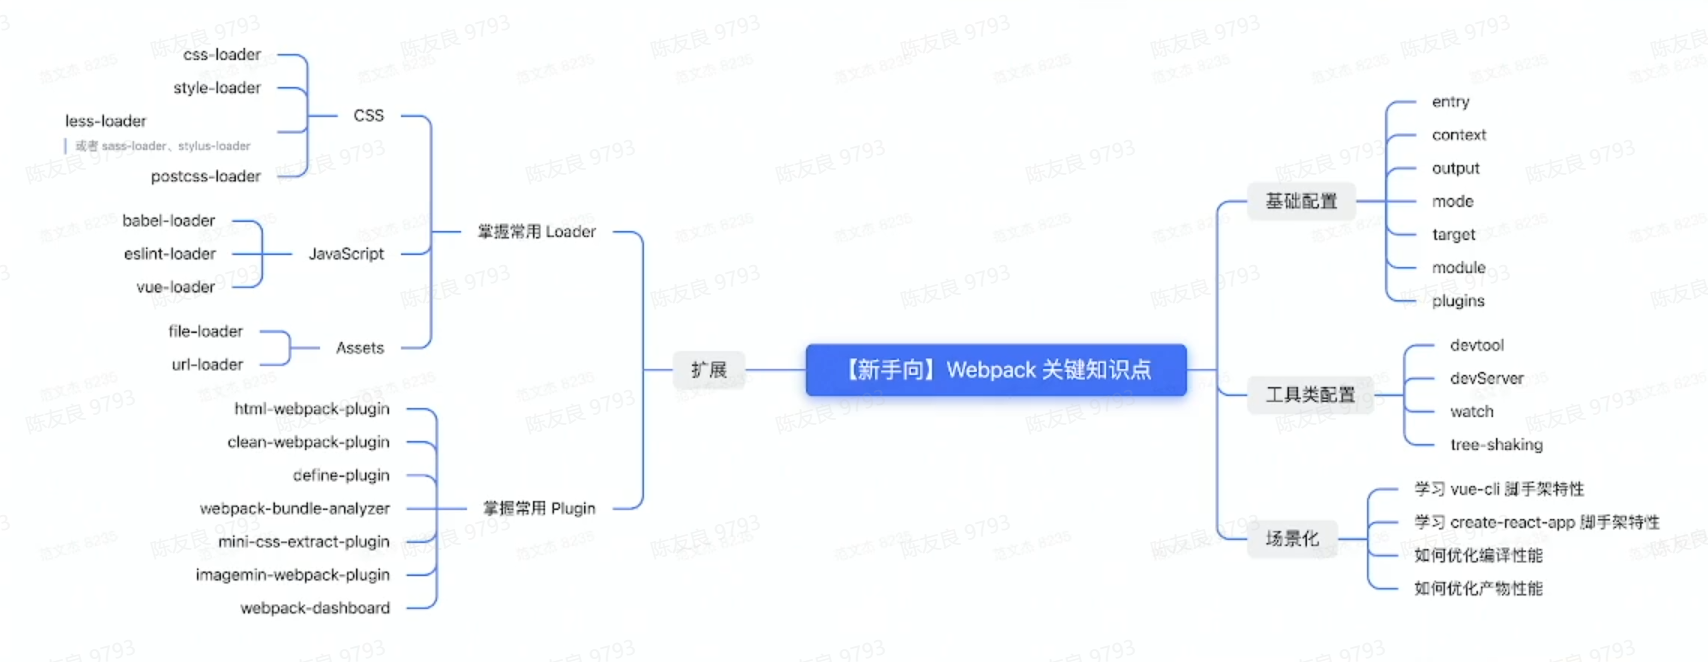 css-loader
style-loader
less-loader
或者 sass-loader、stylus-loader
postcss-loader
CSS
babel-loader
eslint-loader
vue-loader
JavaScript
file-loader
url-loader
Assets
掌握常用 Loader
html-webpack-plugin
clean-webpack-plugin
define-plugin
webpack-bundle-analyzer
mini-css-extract-plugin
imagemin-webpack-plugin
webpack-dashboard
掌握常用 Plugin
扩展
【新手向】Webpack 关键知识点
基础配置
entry
context
output
mode
target
module
plugins
工具类配置
devtool
devServer
watch
tree-shaking
场景化
学习 vue-cli 脚手架特性
学习 create-react-app 脚手架特性
如何优化编译性能
如何优化产物性能
陈友良 9793
范文杰 8235